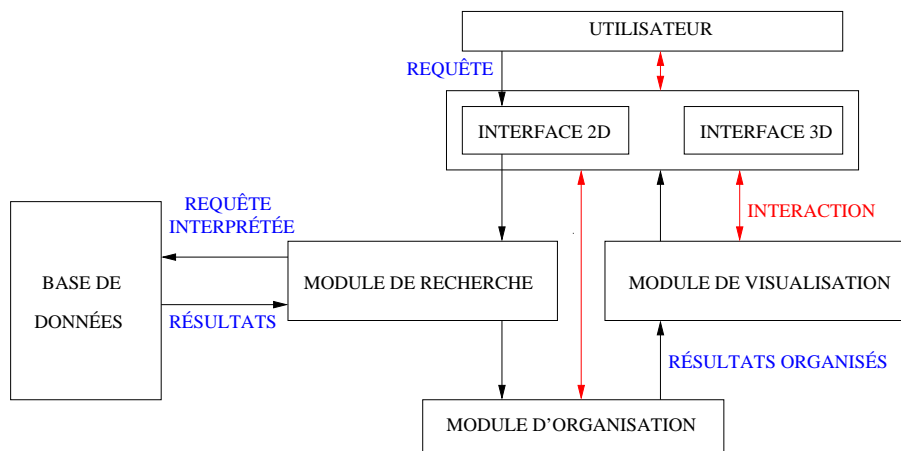 UTILISATEUR
REQUÊTE
INTERFACE 2D
INTERFACE 3D
REQUÊTE
INTERPRÉTÉE
INTERACTION
BASE DE
DONNÉES
MODULE DE RECHERCHE
MODULE DE VISUALISATION
RÉSULTATS
RÉSULTATS ORGANISÉS
MODULE D'ORGANISATION